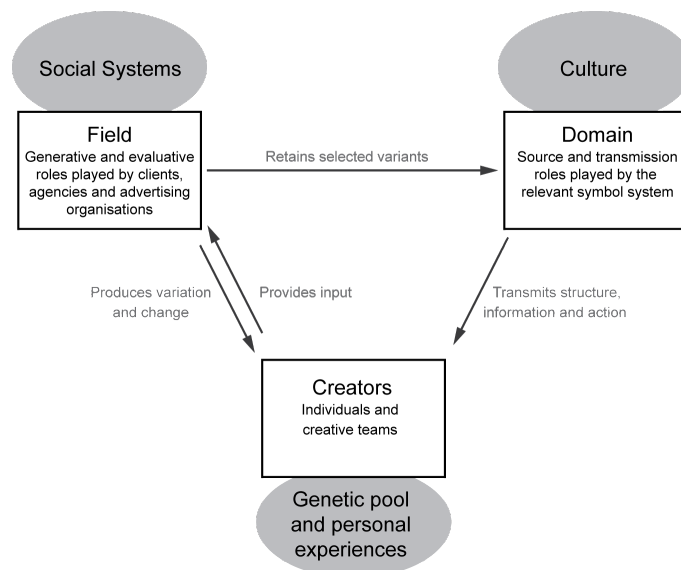 Social Systems
Culture
Field
Generative and evaluative
roles played by clients,
agencies and advertising
organisations
Retains selected variants
Domain
Source and transmission
roles played by the
relevant symbol system
Produces variation
and change
Provides input
Transmits structure,
information and action
Creators
Individuals and
creative teams
Genetic pool
and personal
experiences